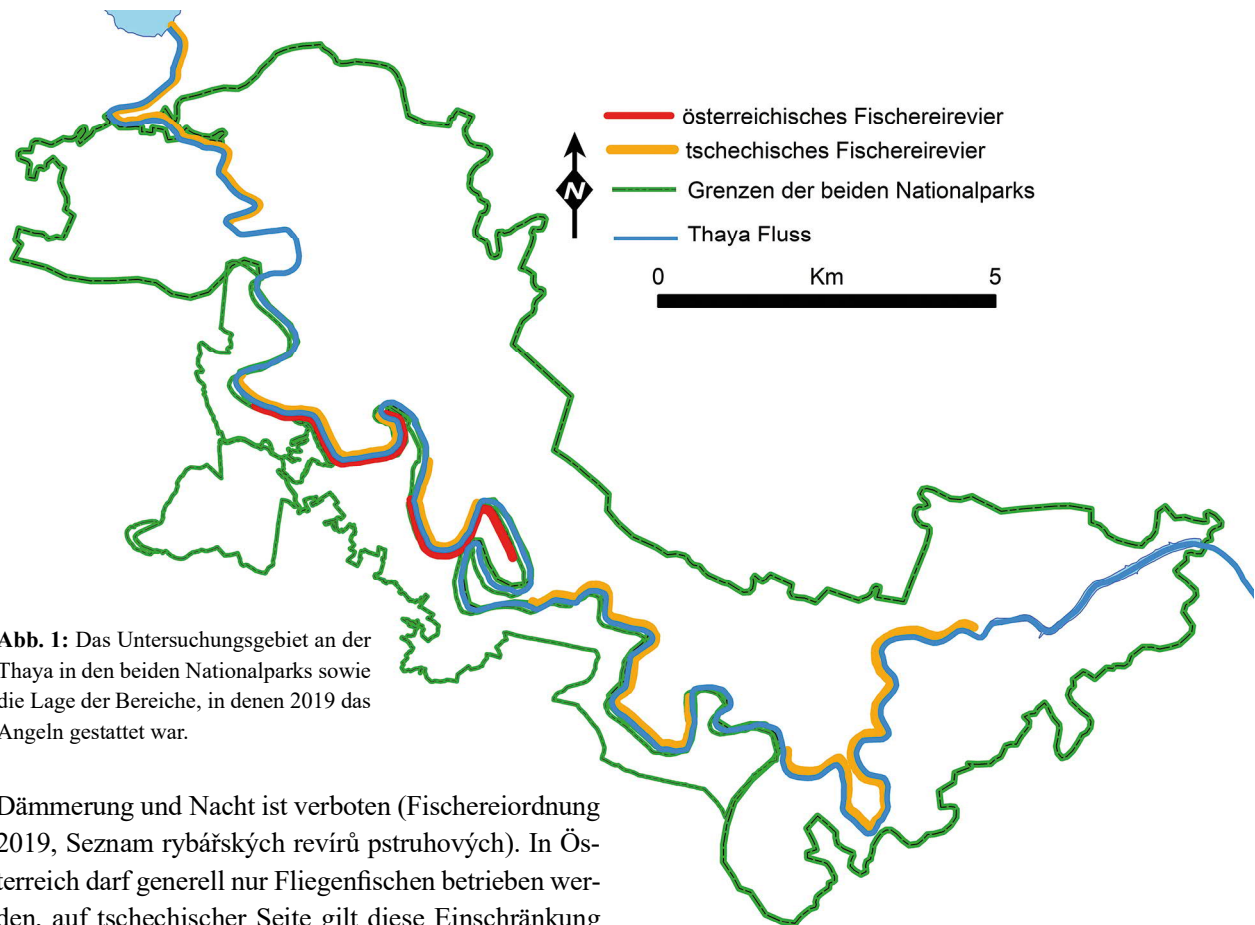 österreichisches Fischereirevier
tschechisches Fischereirevier
Grenzen der beiden Nationalparks
Thaya Fluss
N
0 Km 5
Abb. 1: Das Untersuchungsgebiet an der
Thaya in den beiden Nationalparks sowie
die Lage der Bereiche, in denen 2019 das
Angeln gestattet war.
Dämmerung und Nacht ist verboten (Fischereiordnung
2019, Seznam rybářských revírů pstruhových). In Ös-
terreich darf generell nur Fliegenfischen betrieben wer-
den, auf tschechischer Seite gilt diese Einschränkung